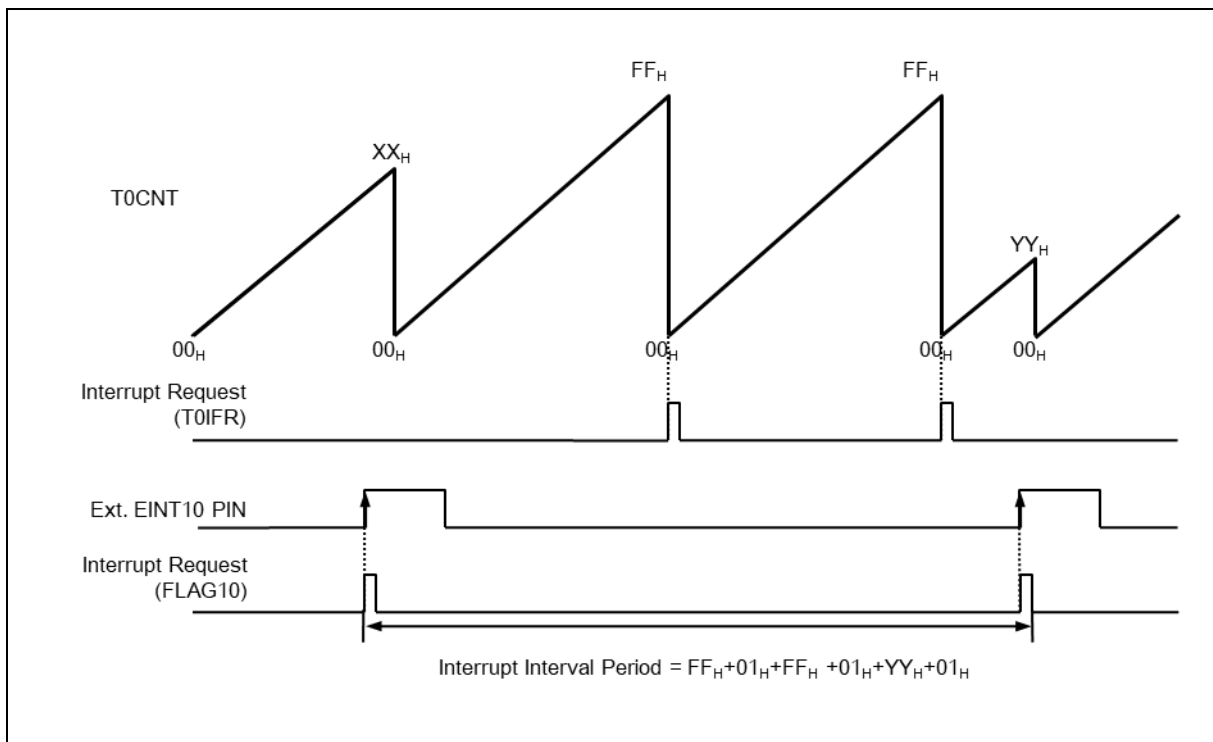 FFH
FFH
XXH
T0CNT
YYH
00H
00H
00H
00H
00H
Interrupt Request
(T0IFR)
Ext. EINT10 PIN
Interrupt Request
(FLAG10)
Interrupt Interval Period = FFH+01H+FFH +01H+YYH+01H